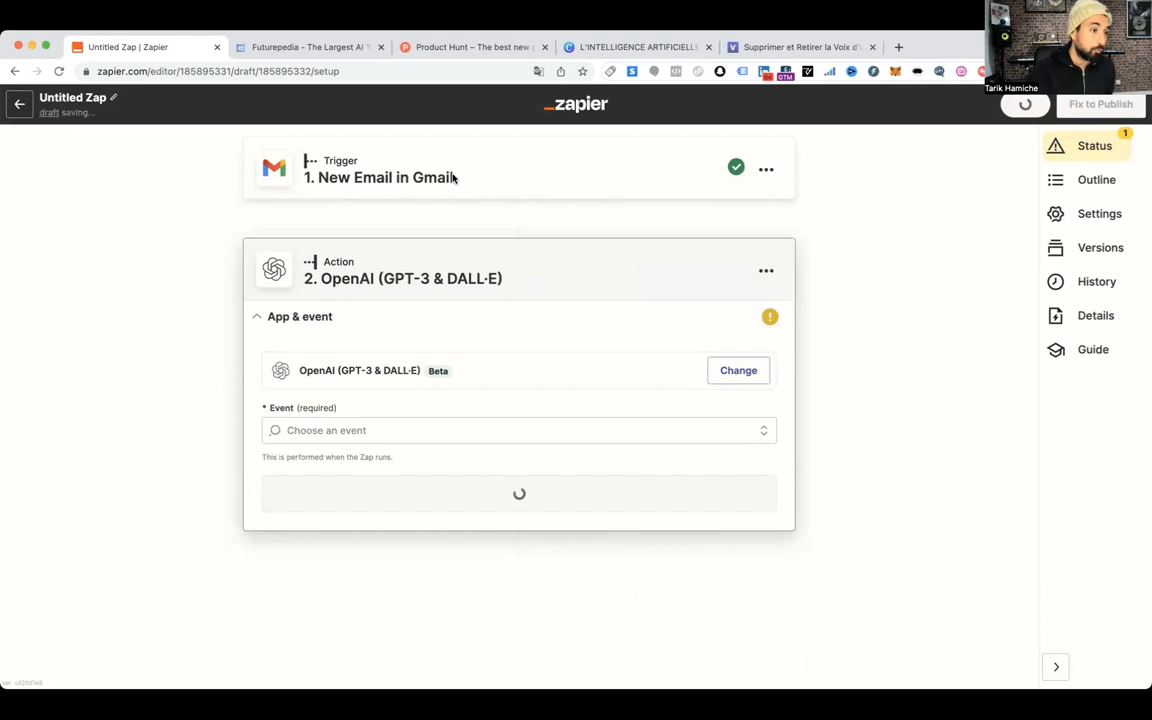 Untitled Zap | Zapier
Futurepedia - The Largest AI T
Product Hunt – The best new p
L'INTELLIGENCE ARTIFICIELLE
Supprimer et Retirer la Voix d'u
zapier.com/editor/185895331/draft/185895332/setup
Tarik Hamiche
Untitled Zap
draft saving...
_zapier
Fix to Publish
Trigger
1. New Email in Gmail
Action
2. OpenAI (GPT-3 & DALL·E)
App & event
OpenAI (GPT-3 & DALL·E) Beta
Change
* Event (required)
Choose an event
This is performed when the Zap runs.
1
Status
Outline
Settings
Versions
History
Details
Guide